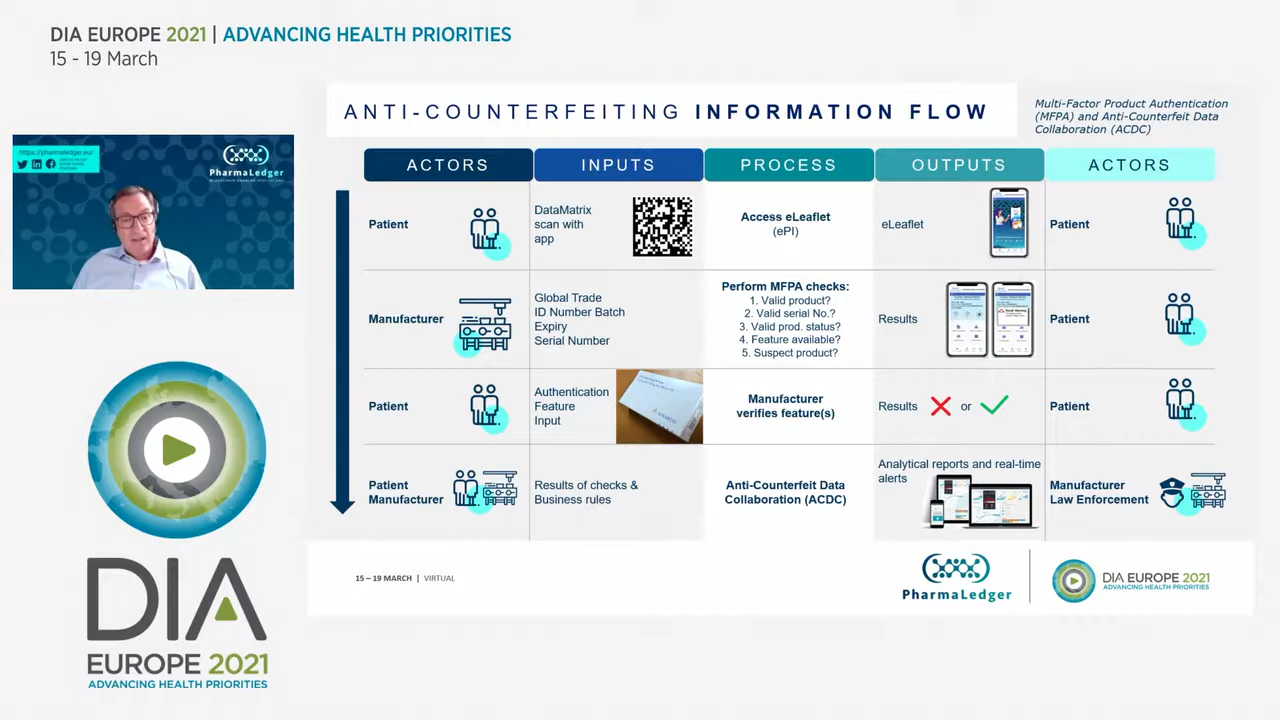 DIA EUROPE 2021 | ADVANCING HEALTH PRIORITIES
15 - 19 March
https://pharmaledger.eu/
PharmaLedger
ANTI-COUNTERFEITING INFORMATION FLOW
Multi-Factor Product Authentication
(MFPA) and Anti-Counterfeit Data
Collaboration (ACDC)
ACTORS INPUTS PROCESS OUTPUTS ACTORS
Patient
DataMatrix
scan with
app
Access eLeaflet
(ePI)
eLeaflet
Patient
Manufacturer
Global Trade
ID Number Batch
Expiry
Serial Number
Perform MFPA checks:
1. Valid product?
2. Valid serial No.?
3. Valid prod. status?
4. Feature available?
5. Suspect product?
Results
Patient
Patient
Authentication
Feature
Input
Manufacturer
verifies feature(s)
Results or
Patient
Patient
Manufacturer
Results of checks &
Business rules
Anti-Counterfeit Data
Collaboration (ACDC)
Analytical reports and real-time
alerts
Manufacturer
Law Enforcement
15 – 19 MARCH | VIRTUAL
PharmaLedger
DIA EUROPE 2021
ADVANCING HEALTH PRIORITIES
DIA
EUROPE 2021
ADVANCING HEALTH PRIORITIES